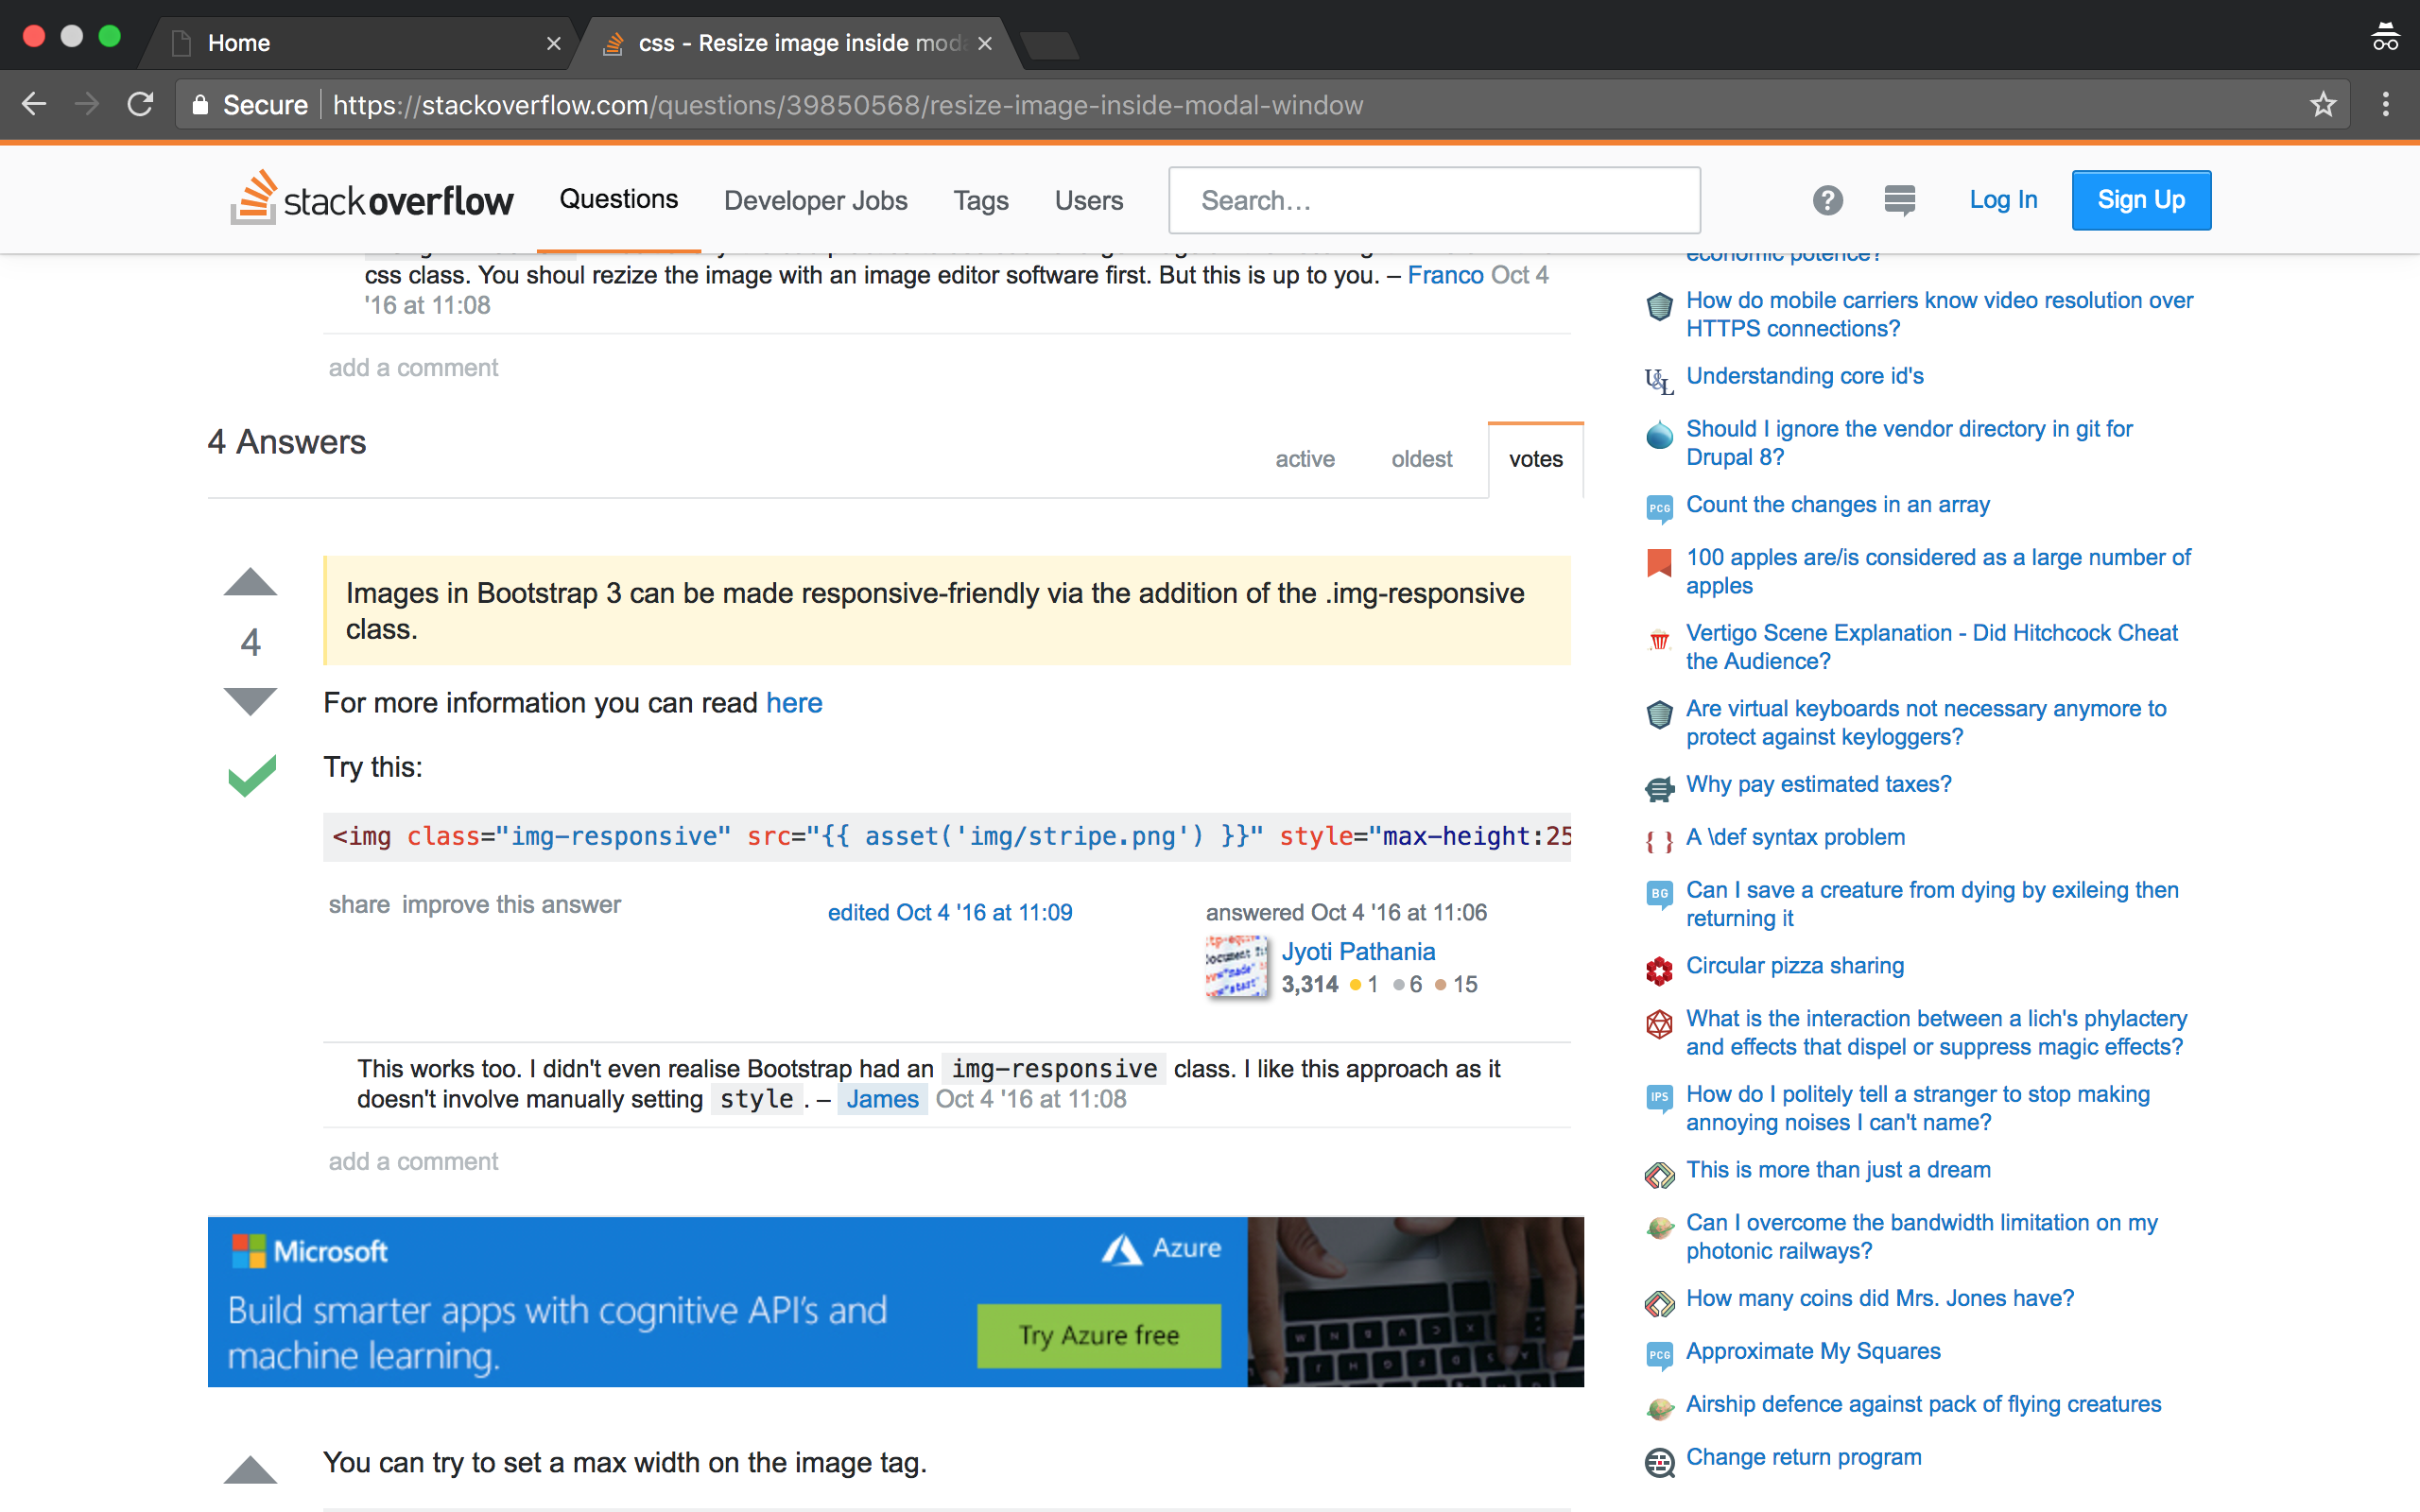 Home
css - Resize image inside moda
Secure https://stackoverflow.com/questions/39850568/resize-image-inside-modal-window
stackoverflow Questions Developer Jobs Tags Users Search… ? Log In Sign Up
css class. You shoul rezize the image with an image editor software first. But this is up to you. – Franco Oct 4
'16 at 11:08
add a comment
4 Answers
active oldest votes
4
Images in Bootstrap 3 can be made responsive-friendly via the addition of the .img-responsive
class.
For more information you can read here
Try this:
<img class="img-responsive" src="{{ asset('img/stripe.png') }}" style="max-height:25
share improve this answer
edited Oct 4 '16 at 11:09
answered Oct 4 '16 at 11:06
Jyoti Pathania
3,314 1 6 15
This works too. I didn't even realise Bootstrap had an img-responsive class. I like this approach as it
doesn't involve manually setting style . – James Oct 4 '16 at 11:08
add a comment
Microsoft
Azure
Build smarter apps with cognitive API's and
machine learning.
Try Azure free
You can try to set a max width on the image tag.
economic potence?
How do mobile carriers know video resolution over
HTTPS connections?
U&L Understanding core id's
Should I ignore the vendor directory in git for
Drupal 8?
PCG Count the changes in an array
100 apples are/is considered as a large number of
apples
Vertigo Scene Explanation - Did Hitchcock Cheat
the Audience?
Are virtual keyboards not necessary anymore to
protect against keyloggers?
Why pay estimated taxes?
{ } A \def syntax problem
BG Can I save a creature from dying by exileing then
returning it
Circular pizza sharing
What is the interaction between a lich's phylactery
and effects that dispel or suppress magic effects?
IPS How do I politely tell a stranger to stop making
annoying noises I can't name?
This is more than just a dream
Can I overcome the bandwidth limitation on my
photonic railways?
How many coins did Mrs. Jones have?
PCG Approximate My Squares
Airship defence against pack of flying creatures
Change return program